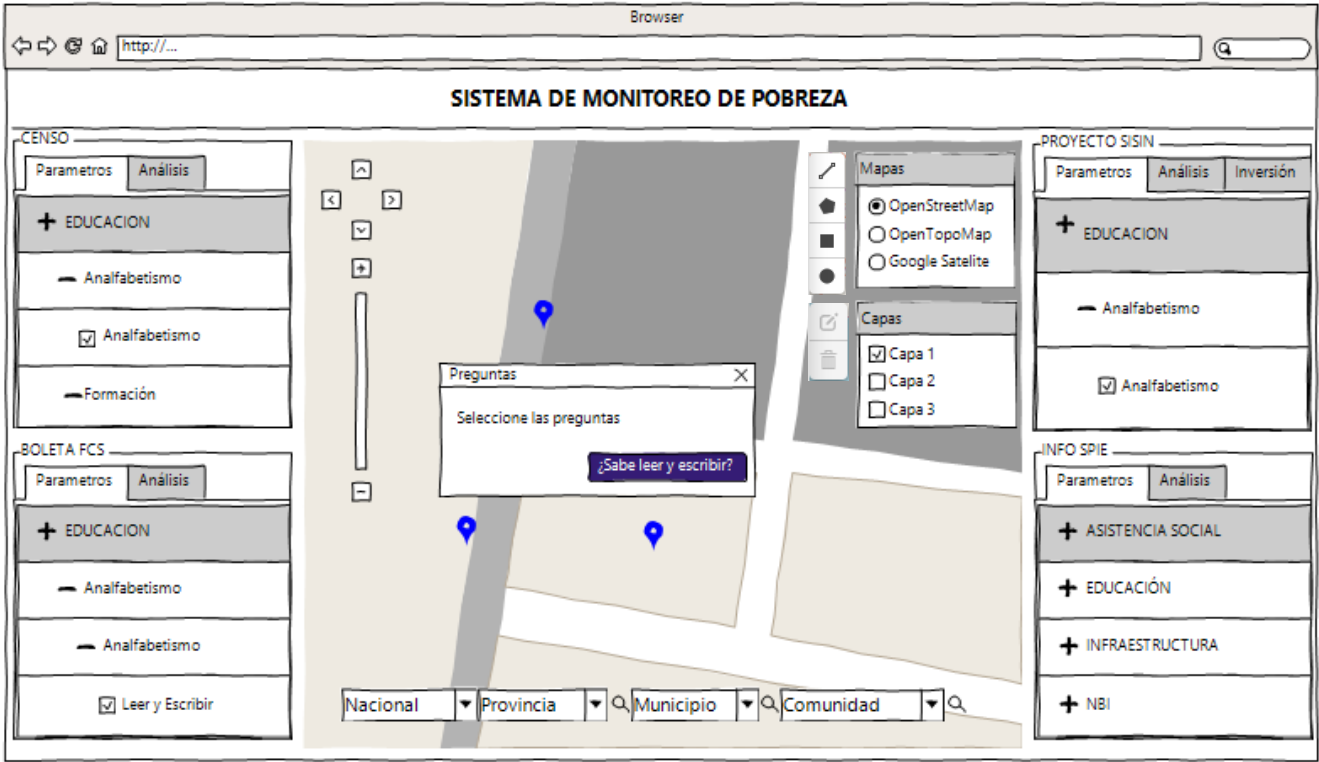 Browser
http://...
SISTEMA DE MONITOREO DE POBREZA
CENSO
Parametros
Análisis
EDUCACION
Analfabetismo
Analfabetismo
Formación
BOLETA FCS
Parametros
Análisis
EDUCACION
Analfabetismo
Analfabetismo
Leer y Escribir
Mapas
OpenStreetMap
OpenTopoMap
Google Satelite
Capas
Capa 1
Capa 2
Capa 3
Preguntas
Seleccione las preguntas
¿Sabe leer y escribir?
Nacional
Provincia
Municipio
Comunidad
PROYECTO SISIN
Parametros
Análisis
Inversión
EDUCACION
Analfabetismo
Analfabetismo
INFO SPIE
Parametros
Análisis
ASISTENCIA SOCIAL
EDUCACIÓN
INFRAESTRUCTURA
NBI